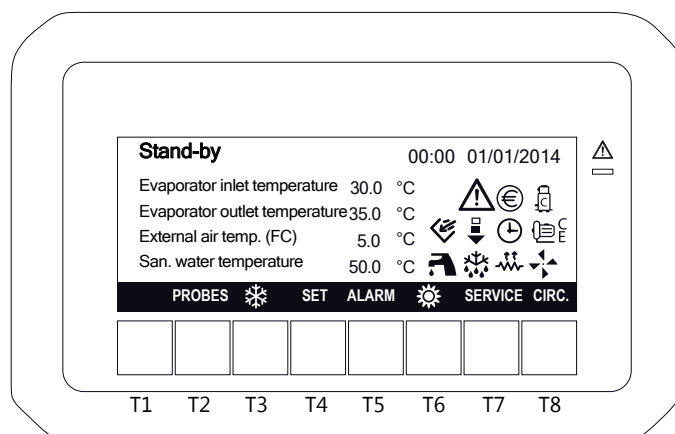 Stand-by 00:00 01/01/2014
Evaporator inlet temperature 30.0 °C
Evaporator outlet temperature 35.0 °C
External air temp. (FC) 5.0 °C
San. water temperature 50.0 °C
€ C
C
E
PROBES SET ALARM SERVICE CIRC.
T1 T2 T3 T4 T5 T6 T7 T8